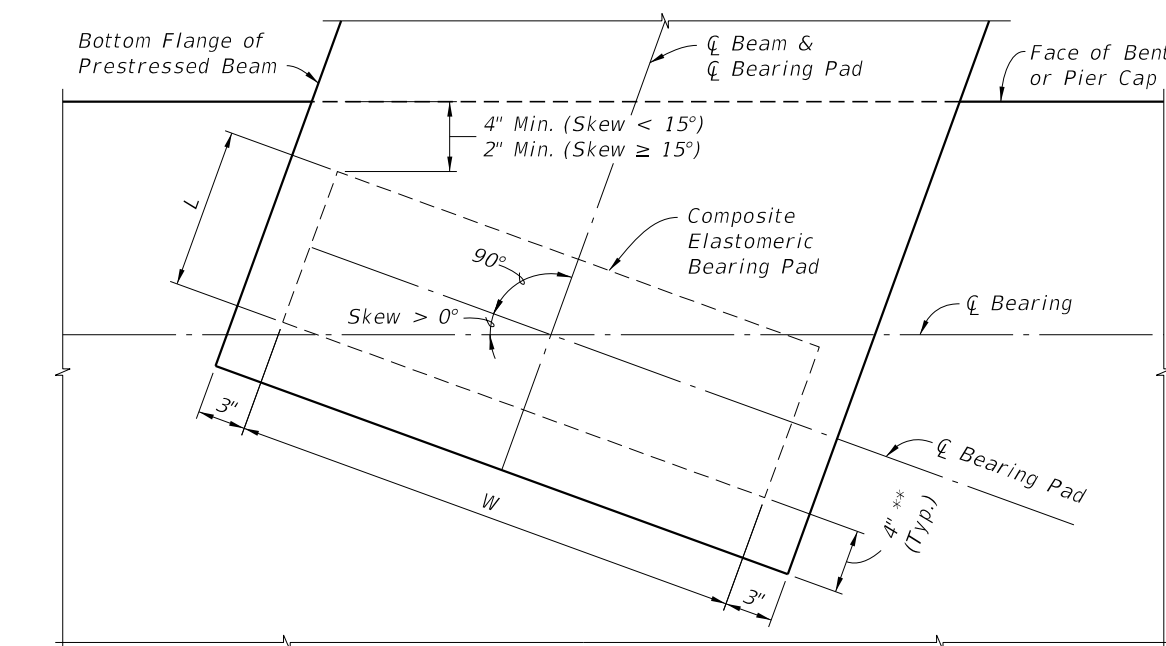 Bottom Flange of
Prestressed Beam
℄ Beam &
℄ Bearing Pad
Face of Bent
or Pier Cap
4" Min. (Skew < 15°)
2" Min. (Skew ≥ 15°)
L
Composite
Elastomeric
Bearing Pad
90°
Skew > 0°
℄ Bearing
3"
W
℄ Bearing Pad
4" **
(Typ.)
3"